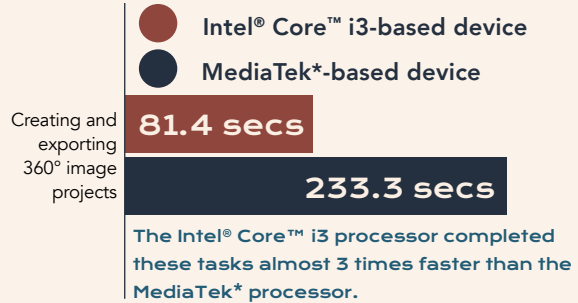 Intel® Core™ i3-based device
MediaTek*-based device
Creating and
exporting
360° image
projects
81.4 secs
233.3 secs
The Intel® Core™ i3 processor completed
these tasks almost 3 times faster than the
MediaTek* processor.